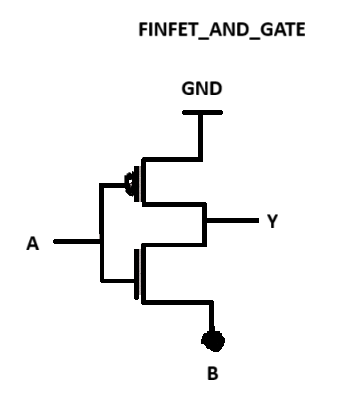 FINFET_AND_GATE
GND
Y
A
B